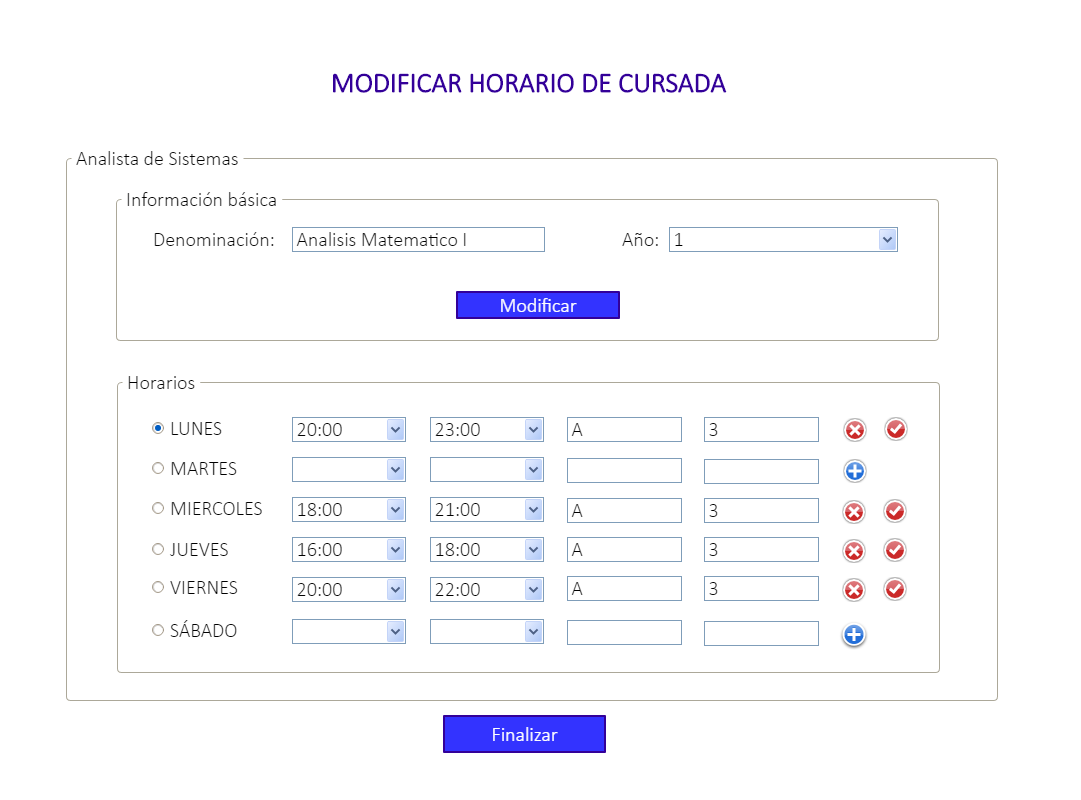 MODIFICAR HORARIO DE CURSADA
Analista de Sistemas
Información básica
Denominación: Analisis Matematico I Año: 1
Modificar
Horarios
LUNES 20:00 23:00 A 3
MARTES
MIERCOLES 18:00 21:00 A 3
JUEVES 16:00 18:00 A 3
VIERNES 20:00 22:00 A 3
SÁBADO
Finalizar